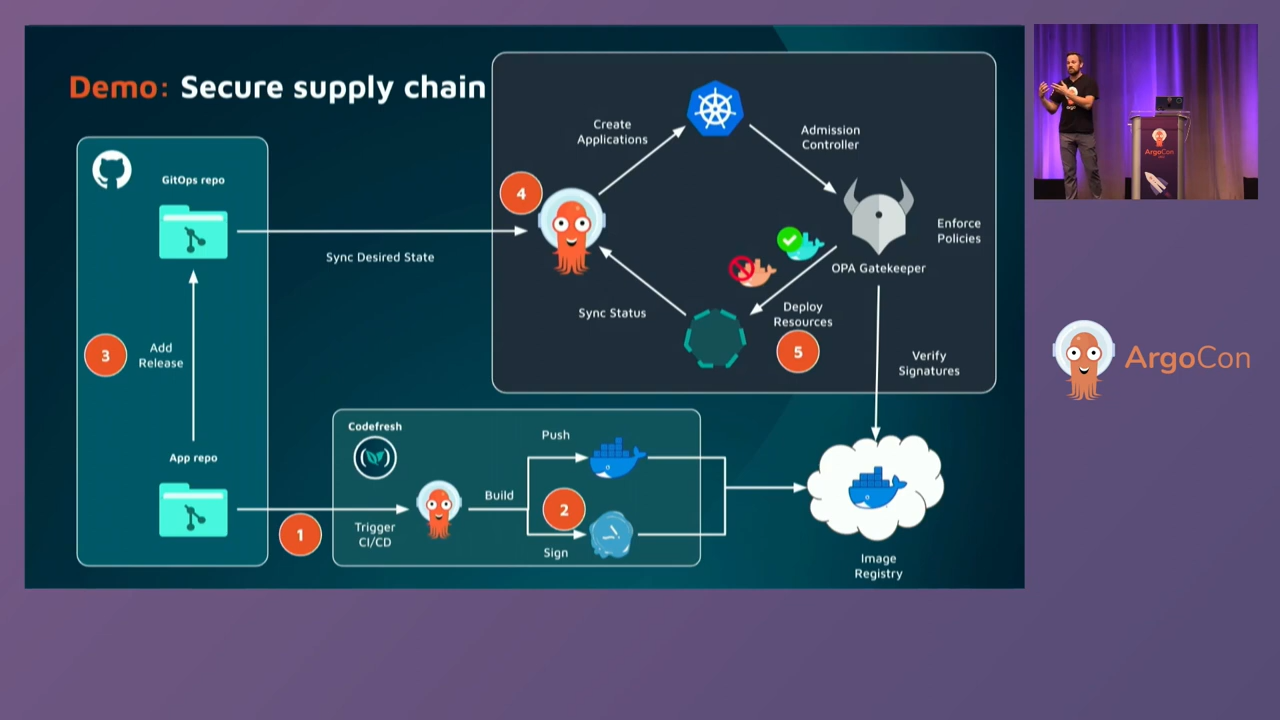 Demo: Secure supply chain
GitOps repo
3
Add
Release
App repo
1
Sync Desired State
Codefresh
Trigger
CI/CD
Build
Push
2
Sign
4
Create
Applications
Admission
Controller
Enforce
Policies
OPA Gatekeeper
Sync Status
Deploy
Resources
5
Verify
Signatures
Image
Registry
ArgoCon
ArgoCon